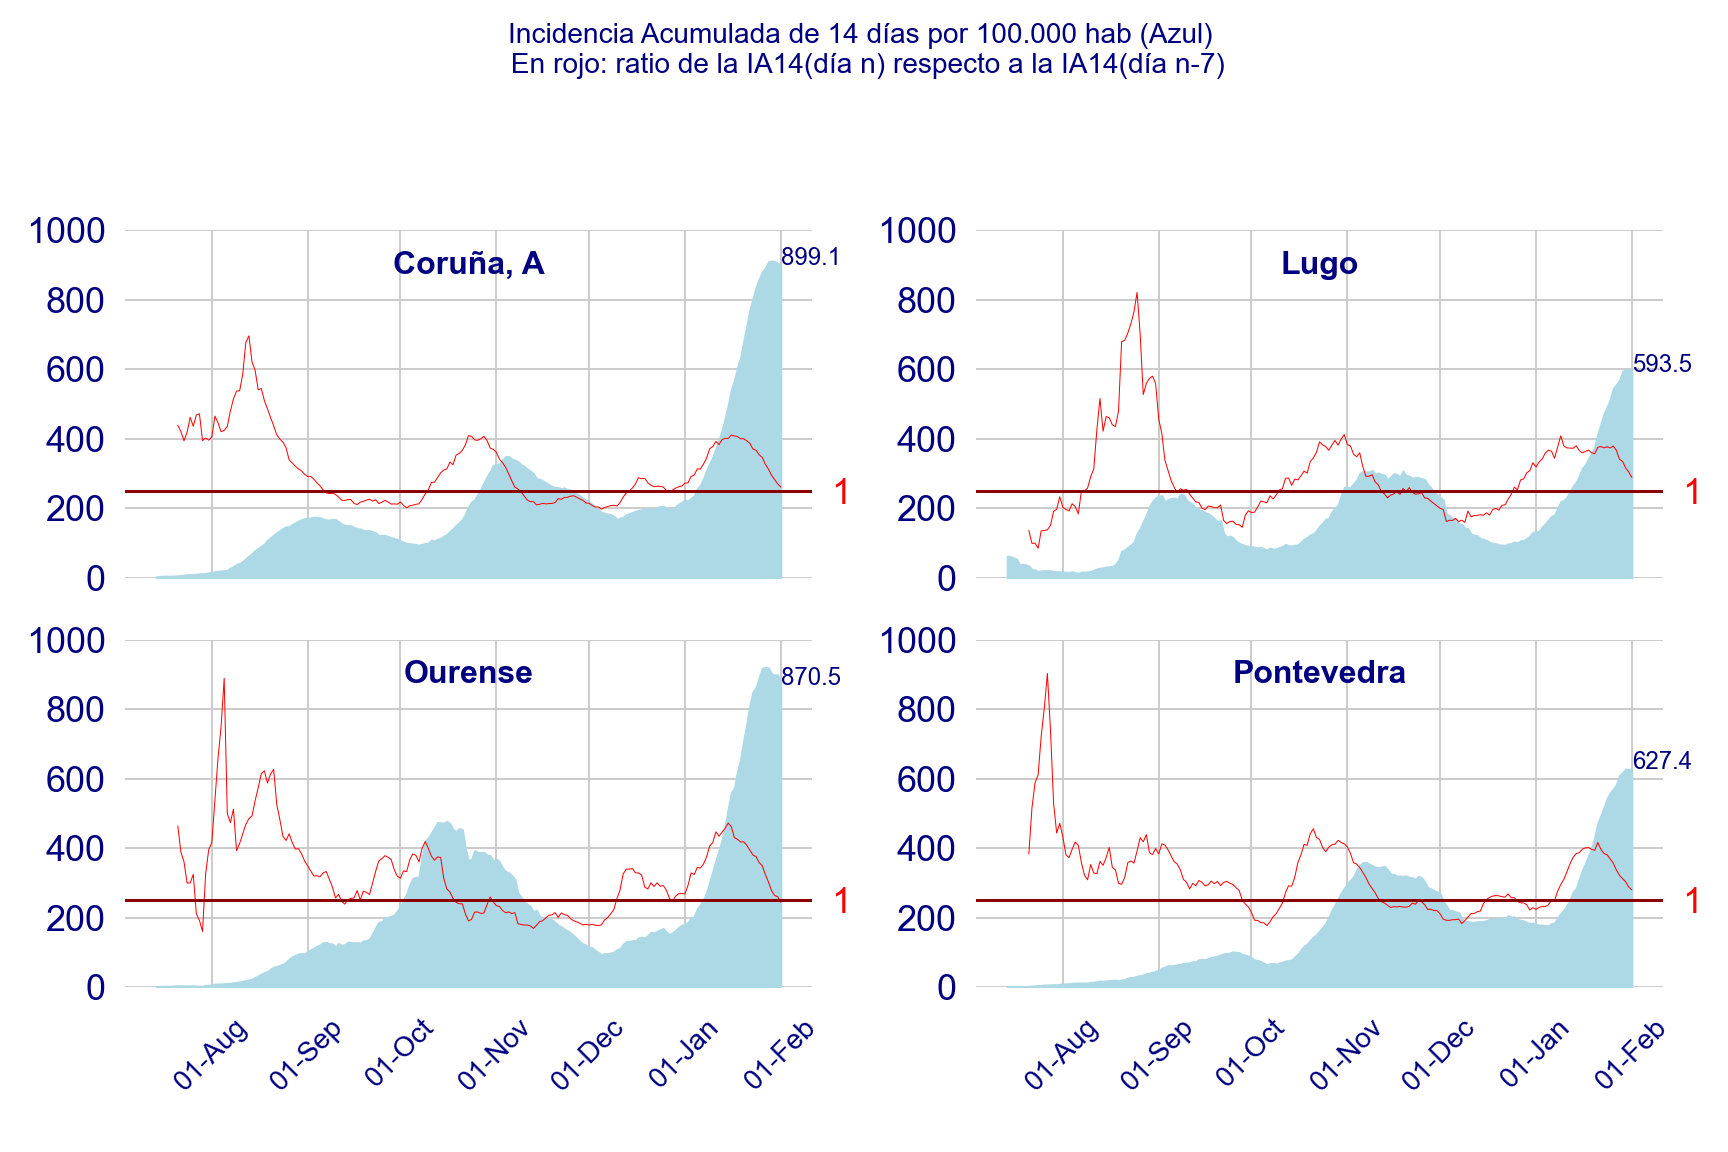 Incidencia Acumulada de 14 días por 100.000 hab (Azul)
En rojo: ratio de la IA14(día n) respecto a la IA14(día n-7)
Coruña, A
1000
800
600
400
200
0
899.1
1
Lugo
1000
800
600
400
200
0
593.5
1
Ourense
1000
800
600
400
200
0
870.5
1
01-Aug
01-Sep
01-Oct
01-Nov
01-Dec
01-Jan
01-Feb
Pontevedra
1000
800
600
400
200
0
627.4
1
01-Aug
01-Sep
01-Oct
01-Nov
01-Dec
01-Jan
01-Feb